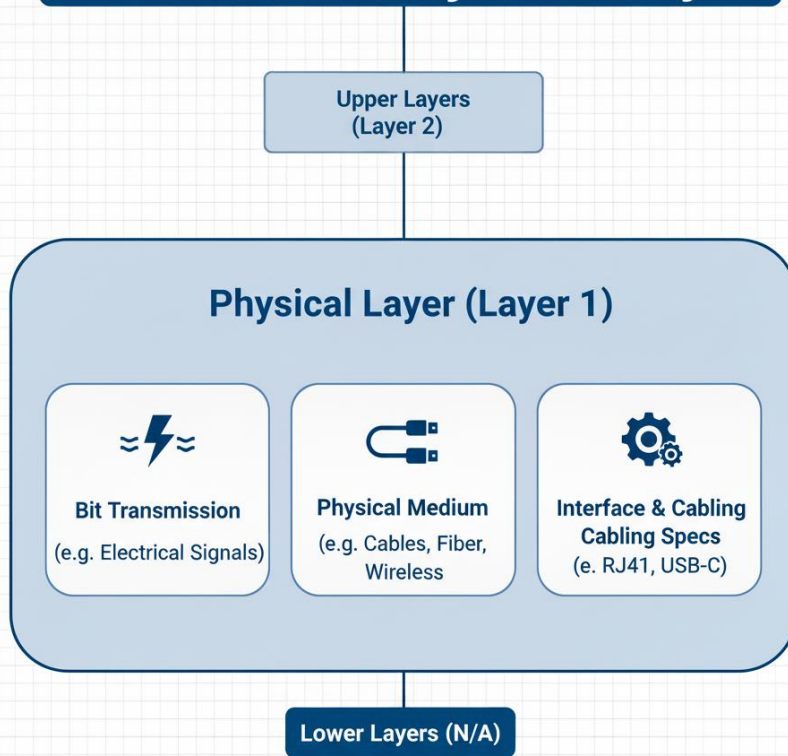 Upper Layers
(Layer 2)
Physical Layer (Layer 1)
Bit Transmission
(e.g. Electrical Signals)
Physical Medium
(e.g. Cables, Fiber,
Wireless
Interface & Cabling
Cabling Specs
(e. RJ41, USB-C)
Lower Layers (N/A)